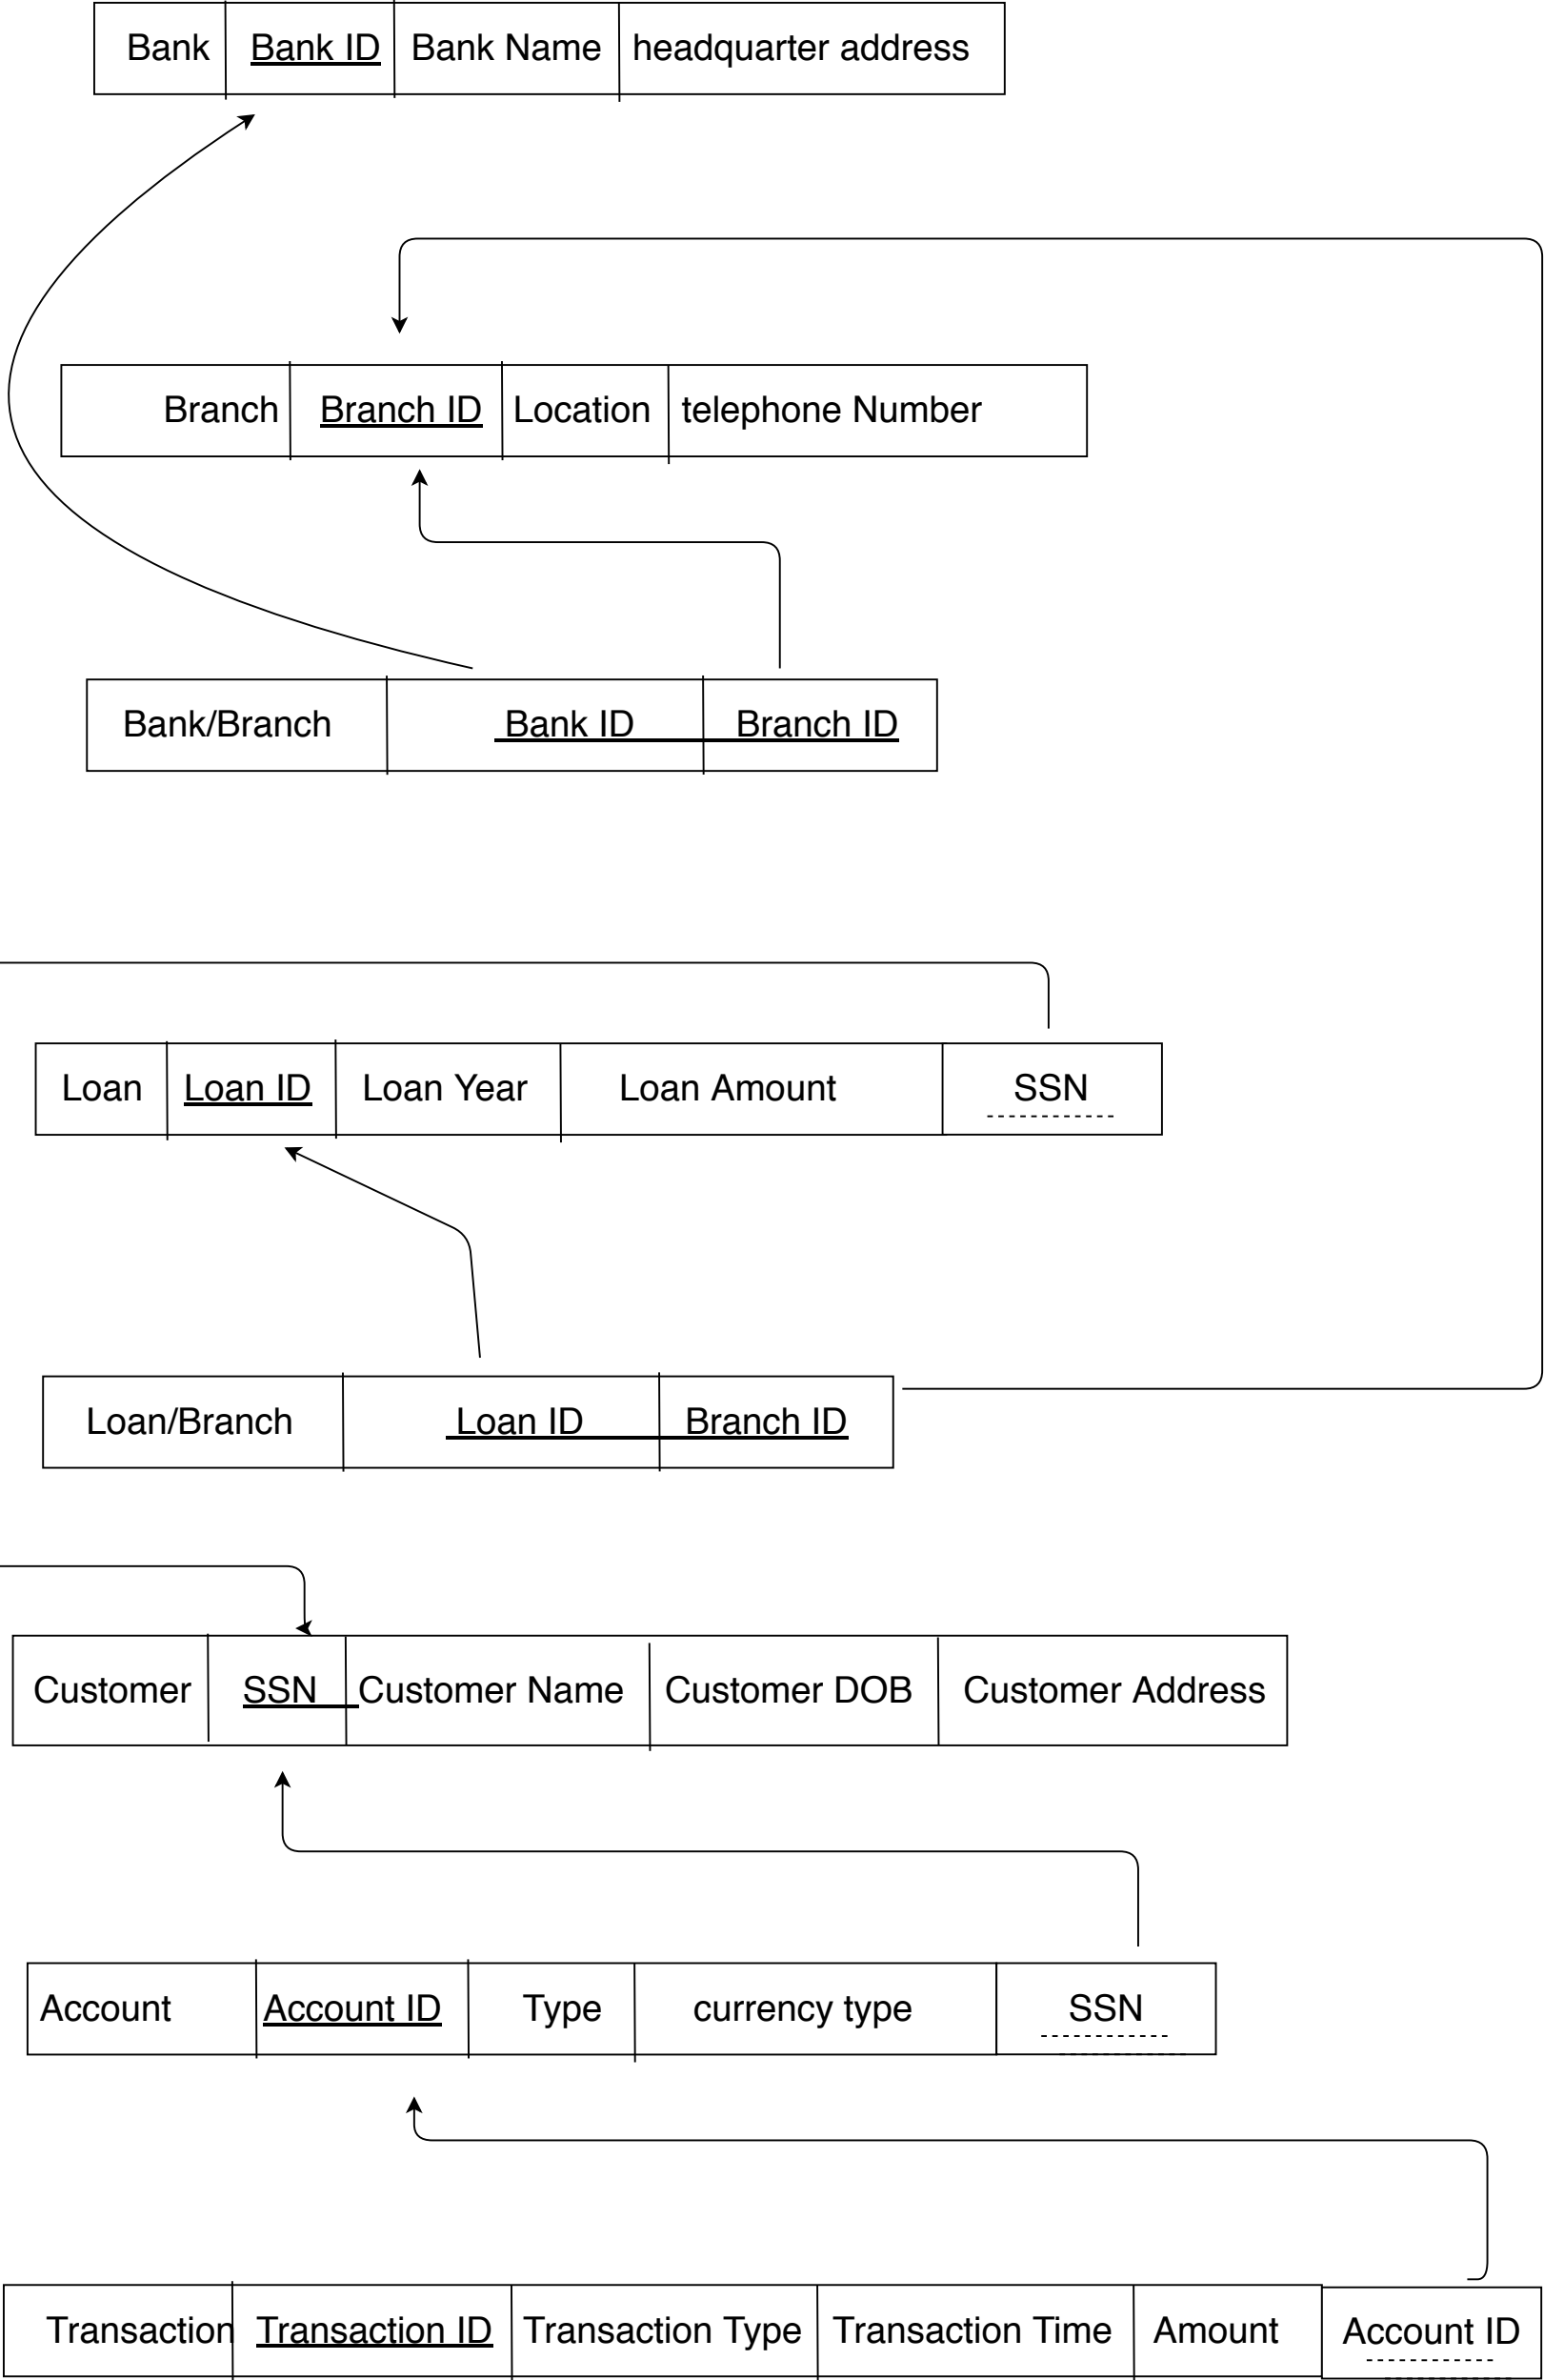 Bank Bank ID Bank Name headquarter address
Branch Branch ID Location telephone Number
Bank/Branch Bank ID Branch ID
Loan Loan ID Loan Year Loan Amount SSN
Loan/Branch Loan ID Branch ID
Customer SSN Customer Name Customer DOB Customer Address
Account Account ID Type currency type SSN
Transaction Transaction ID Transaction Type Transaction Time Amount Account ID